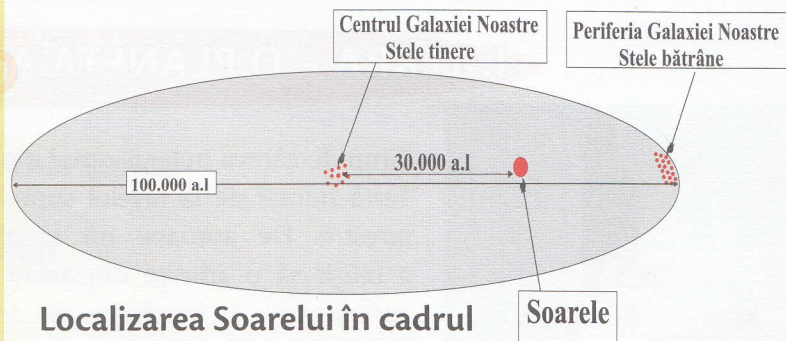 Centrul Galaxiei Noastre
Stele tinere
Periferia Galaxiei Noastre
Stele bătrâne
30.000 a.l
100.000 a.l
Localizarea Soarelui în cadrul
Soarele